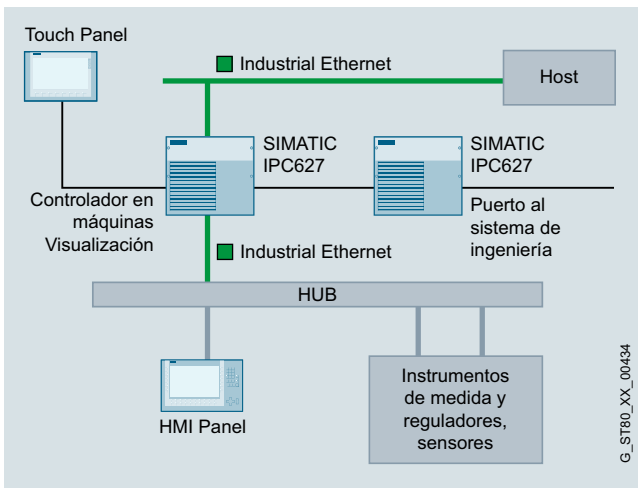 Touch Panel
Industrial Ethernet
Host
SIMATIC
IPC627
SIMATIC
IPC627
Controlador en
máquinas
Visualización
Puerto al
sistema de
ingeniería
Industrial Ethernet
HUB
HMI Panel
Instrumentos
de medida y
reguladores,
sensores
G_ST80_XX_00434